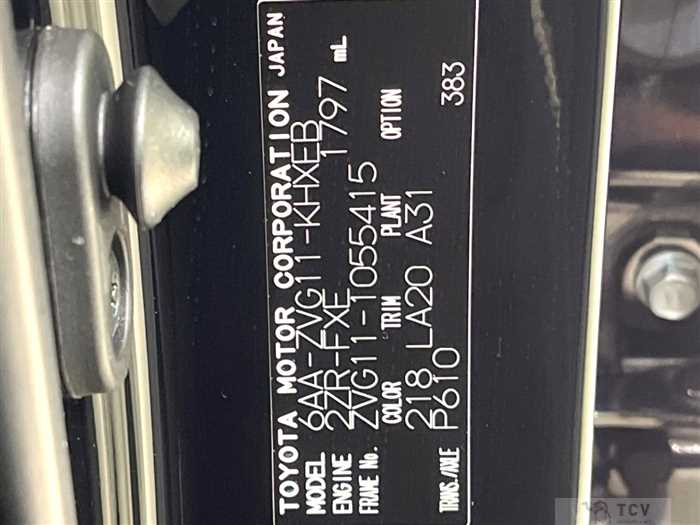 TOYOTA MOTOR CORPORATION JAPAN
MODEL 6AA-ZVG11-KHXEB
ENGINE 2ZR-FXE 1797 mL
FRAME No. ZVG11-1055415
COLOR TRIM PLANT OPTION
218 LA20 A31
TRANS./AXLE P610 383
TCV